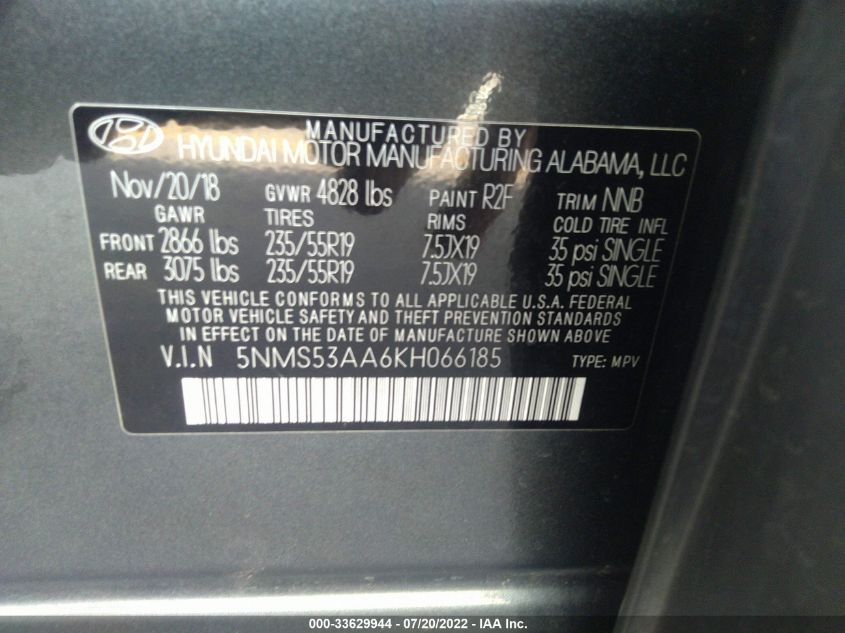 MANUFACTURED BY
HYUNDAI MOTOR MANUFACTURING ALABAMA, LLC
Nov/20/18 GVWR 4828 lbs PAINT R2F TRIM NNB
GAWR TIRES RIMS COLD TIRE INFL
FRONT 2866 lbs 235/55R19 7.5JX19 35 psi SINGLE
REAR 3075 lbs 235/55R19 7.5JX19 35 psi SINGLE
THIS VEHICLE CONFORMS TO ALL APPLICABLE U.S.A. FEDERAL
MOTOR VEHICLE SAFETY AND THEFT PREVENTION STANDARDS
IN EFFECT ON THE DATE OF MANUFACTURE SHOWN ABOVE
V.I.N 5NMS53AA6KH066185 TYPE: MPV
000-33629944 - 07/20/2022 - IAA Inc.